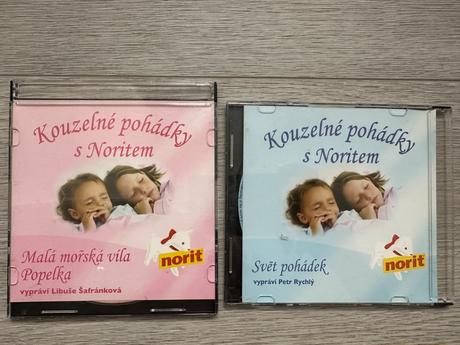 Kouzelné pohádky
s Noritem
Malá mořská víla
Popelka
vypráví Libuše Šafránková
norit
Kouzelné pohádky
s Noritem
Svět pohádek
vypráví Petr Rychlý
norit